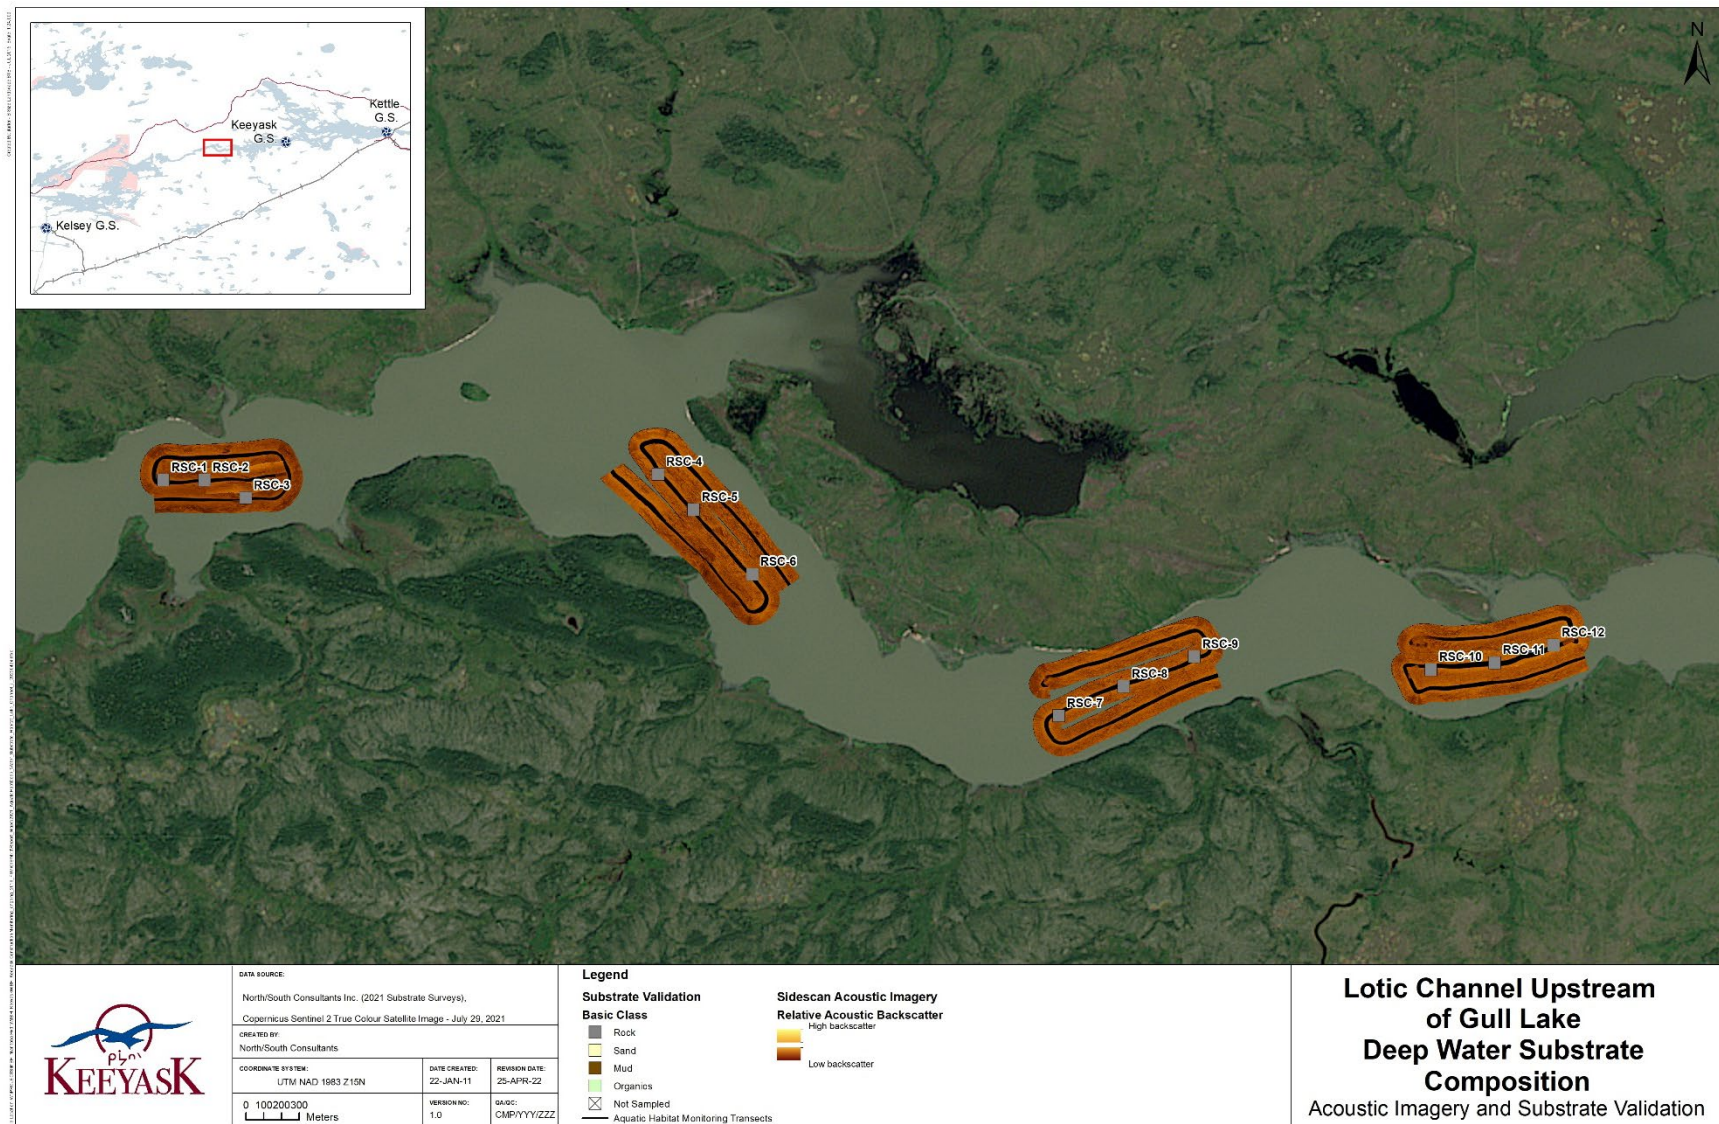 Kettle
G.S.
Keeyask
G.S.
Kelsey G.S.
N
RSC-1
RSC-2
RSC-3
RSC-4
RSC-5
RSC-6
RSC-7
RSC-8
RSC-9
RSC-10
RSC-11
RSC-12
KEEYASK
DATA SOURCE:
North/South Consultants Inc. (2021 Substrate Surveys),
Copernicus Sentinel 2 True Colour Satellite Image - July 29, 2021
CREATED BY:
North/South Consultants
COORDINATE SYSTEM:
UTM NAD 1983 Z15N
DATE CREATED:
22-JAN-11
REVISION DATE:
25-APR-22
0 100200300
Meters
VERSION NO:
1.0
QA/QC:
CMP/YYY/ZZZ
Legend
Substrate Validation
Basic Class
Rock
Sand
Mud
Organics
Not Sampled
Aquatic Habitat Monitoring Transects
Sidescan Acoustic Imagery
Relative Acoustic Backscatter
High backscatter
Low backscatter
Lotic Channel Upstream
of Gull Lake
Deep Water Substrate
Composition
Acoustic Imagery and Substrate Validation